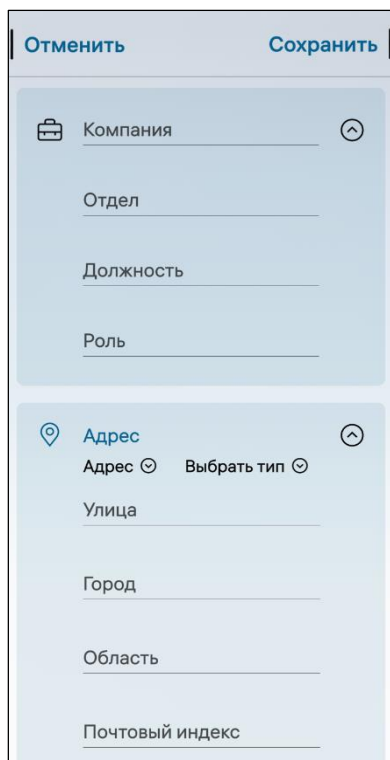 Отменить Сохранить
Компания
Отдел
Должность
Роль
Адрес
Адрес Выбрать тип
Улица
Город
Область
Почтовый индекс